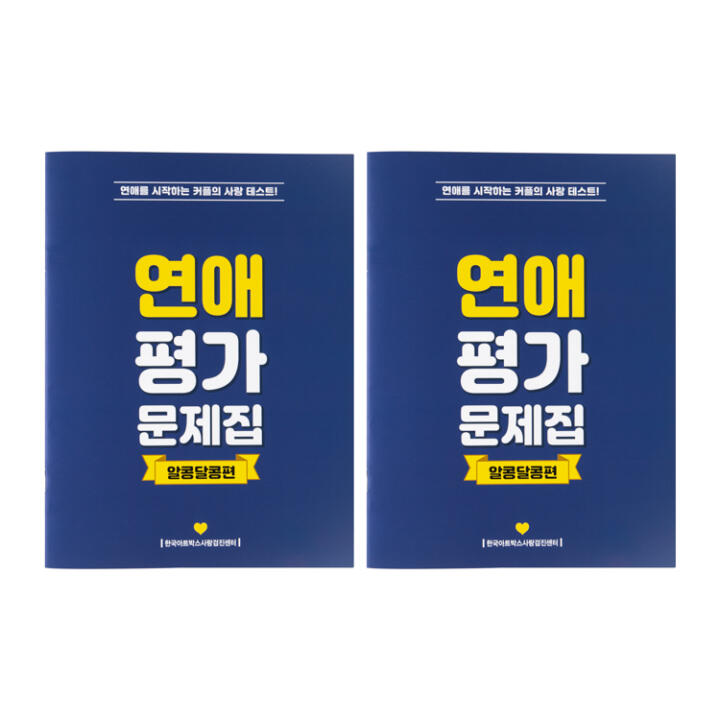 연애를 시작하는 커플의 사랑 테스트!
연애
평가
문제집
알콩달콩편
한국아트박스사랑검진센터
연애를 시작하는 커플의 사랑 테스트!
연애
평가
문제집
알콩달콩편
한국아트박스사랑검진센터